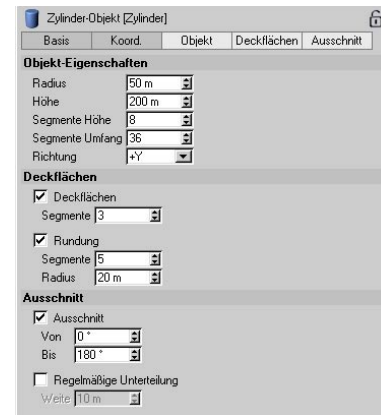 Zylinder-Objekt [Zylinder]
Basis Koord. Objekt Deckflächen Ausschnitt
Objekt-Eigenschaften
Radius 50 m
Höhe 200 m
Segmente Höhe 8
Segmente Umfang 36
Richtung +Y
Deckflächen
Deckflächen
Segmente 3
Rundung
Segmente 5
Radius 20 m
Ausschnitt
Ausschnitt
Von 0 °
Bis 180 °
Regelmäßige Unterteilung
Weite 10 m